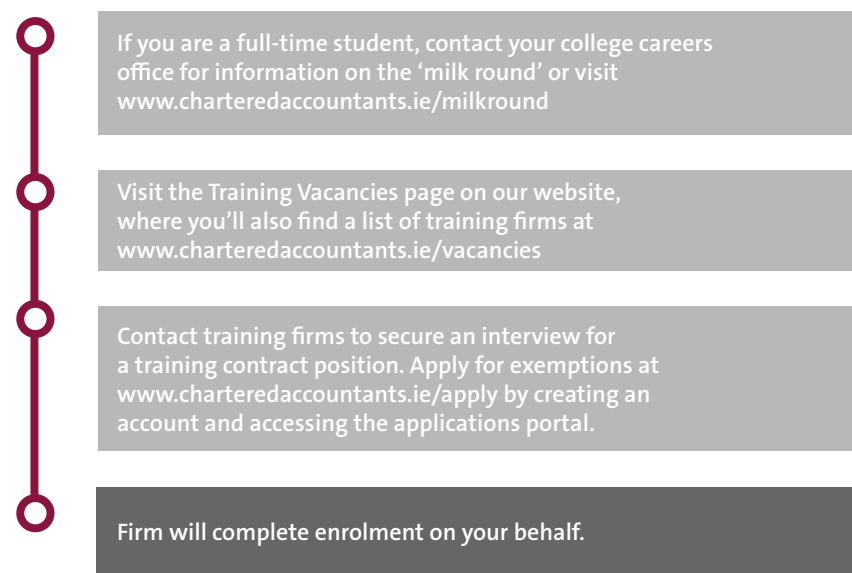 If you are a full-time student, contact your college careers
office for information on the ‘milk round’ or visit
www.charteredaccountants.ie/milkround
Visit the Training Vacancies page on our website,
where you’ll also find a list of training firms at
www.charteredaccountants.ie/vacancies
Contact training firms to secure an interview for
a training contract position. Apply for exemptions at
www.charteredaccountants.ie/apply by creating an
account and accessing the applications portal.
Firm will complete enrolment on your behalf.